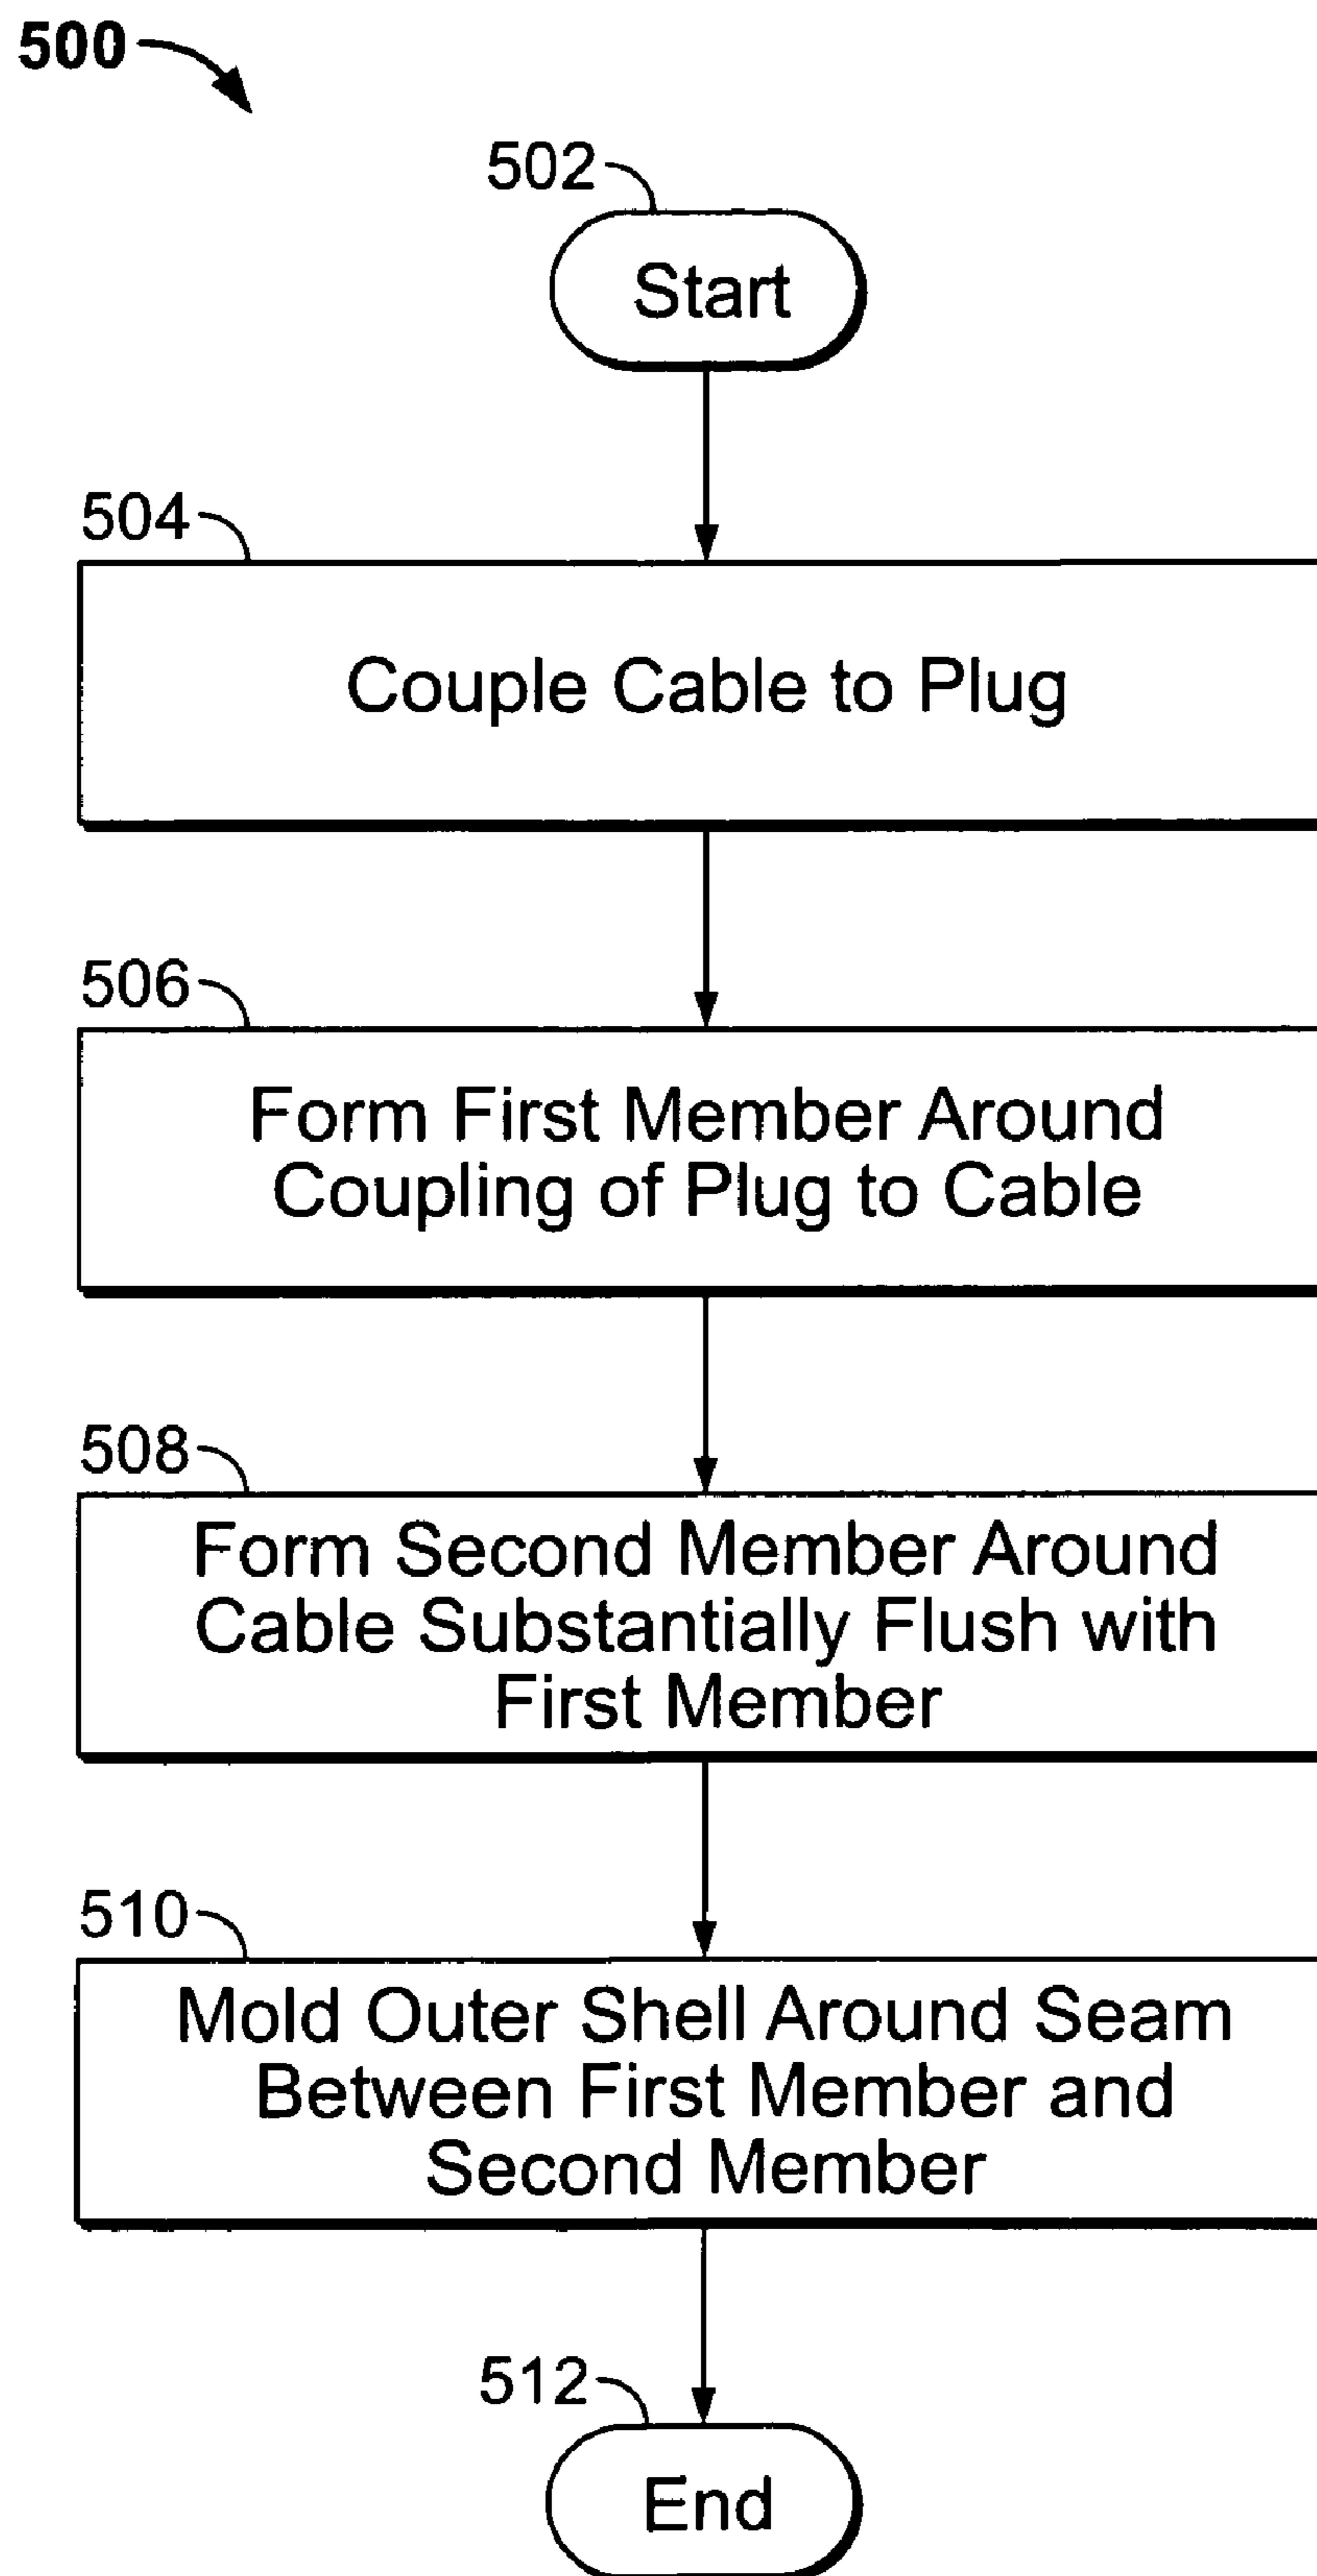 500
502
Start
504
Couple Cable to Plug
506
Form First Member Around
Coupling of Plug to Cable
508
Form Second Member Around
Cable Substantially Flush with
First Member
510
Mold Outer Shell Around Seam
Between First Member and
Second Member
512
End